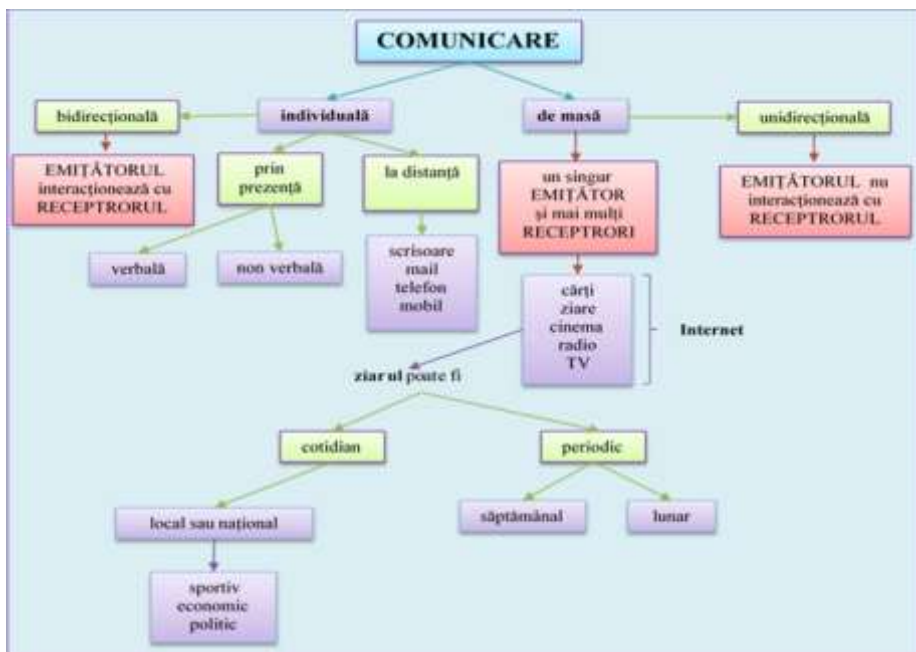 COMUNICARE
bidirecțională
individuală
de masă
unidirecțională
EMIȚĂTORUL
interacționează cu
RECEPTRORUL
prin
prezență
la distanță
un singur
EMIȚĂTOR
și mai mulți
RECEPTRORI
EMIȚĂTORUL nu
interacționează cu
RECEPTRORUL
verbală
non verbală
scrisoare
mail
telefon
mobil
cărți
ziare
cinema
radio
TV
Internet
ziarul poute fi
cotidian
periodic
local sau național
săptămânal
lunar
sportiv
economic
politic